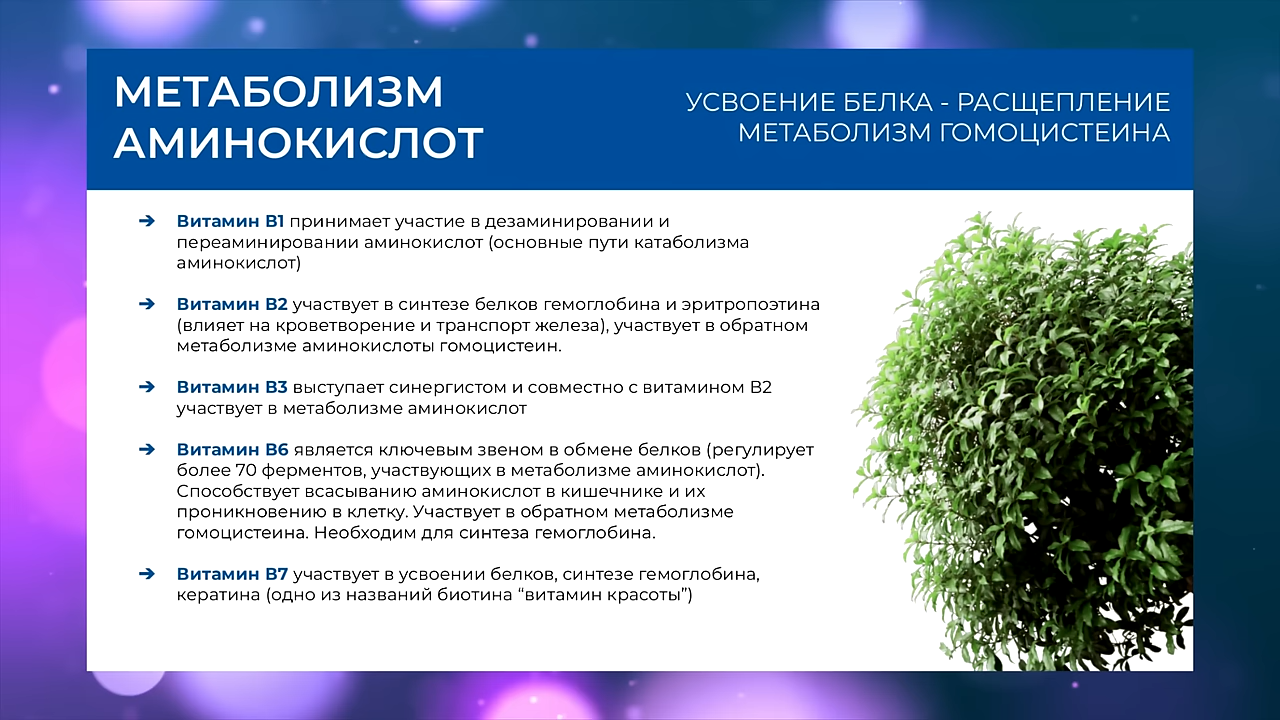 МЕТАБОЛИЗМ
АМИНОКИСЛОТ
УСВОЕНИЕ БЕЛКА - РАСЩЕПЛЕНИЕ
МЕТАБОЛИЗМ ГОМОЦИСТЕИНА
➔ Витамин В1 принимает участие в дезаминировании и
переаминировании аминокислот (основные пути катаболизма
аминокислот)
➔ Витамин В2 участвует в синтезе белков гемоглобина и эритропоэтина
(влияет на кроветворение и транспорт железа), участвует в обратном
метаболизме аминокислоты гомоцистеин.
➔ Витамин В3 выступает синергистом и совместно с витамином В2
участвует в метаболизме аминокислот
➔ Витамин В6 является ключевым звеном в обмене белков (регулирует
более 70 ферментов, участвующих в метаболизме аминокислот).
Способствует всасыванию аминокислот в кишечнике и их
проникновению в клетку. Участвует в обратном метаболизме
гомоцистеина. Необходим для синтеза гемоглобина.
➔ Витамин В7 участвует в усвоении белков, синтезе гемоглобина,
кератина (одно из названий биотина “витамин красоты”)